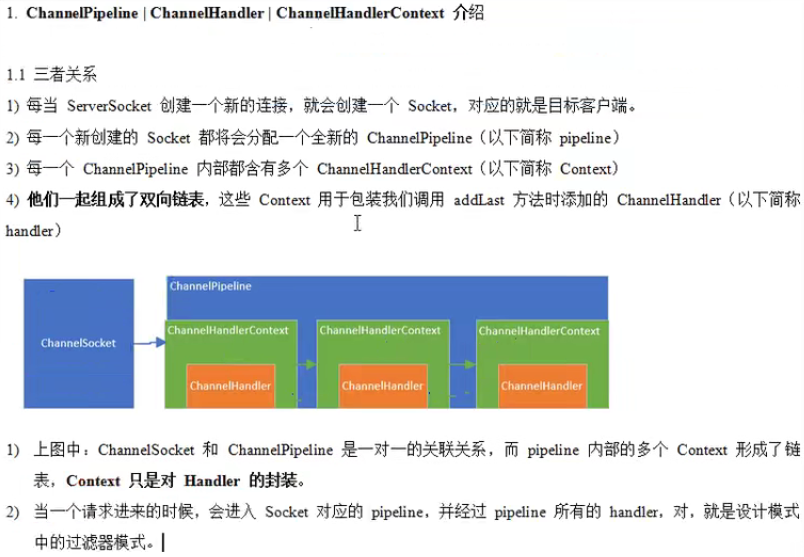 1. ChannelPipeline | ChannelHandler | ChannelHandlerContext 介绍
1.1 三者关系
1) 每当 ServerSocket 创建一个新的连接，就会创建一个 Socket，对应的就是目标客户端。
2) 每一个新创建的 Socket 都将会分配一个全新的 ChannelPipeline（以下简称 pipeline）
3) 每一个 ChannelPipeline 内部都含有多个 ChannelHandlerContext（以下简称 Context）
4) 他们一起组成了双向链表，这些 Context 用于包装我们调用 addLast 方法时添加的 ChannelHandler（以下简称
handler）
ChannelSocket
ChannelPipeline
ChannelHandlerContext
ChannelHandler
ChannelHandlerContext
ChannelHandler
ChannelHandlerContext
ChannelHandler
1) 上图中：ChannelSocket 和 ChannelPipeline 是一对一的关联关系，而 pipeline 内部的多个 Context 形成了链
表，Context 只是对 Handler 的封装。
2) 当一个请求进来的时候，会进入 Socket 对应的 pipeline，并经过 pipeline 所有的 handler，对，就是设计模式
中的过滤器模式。